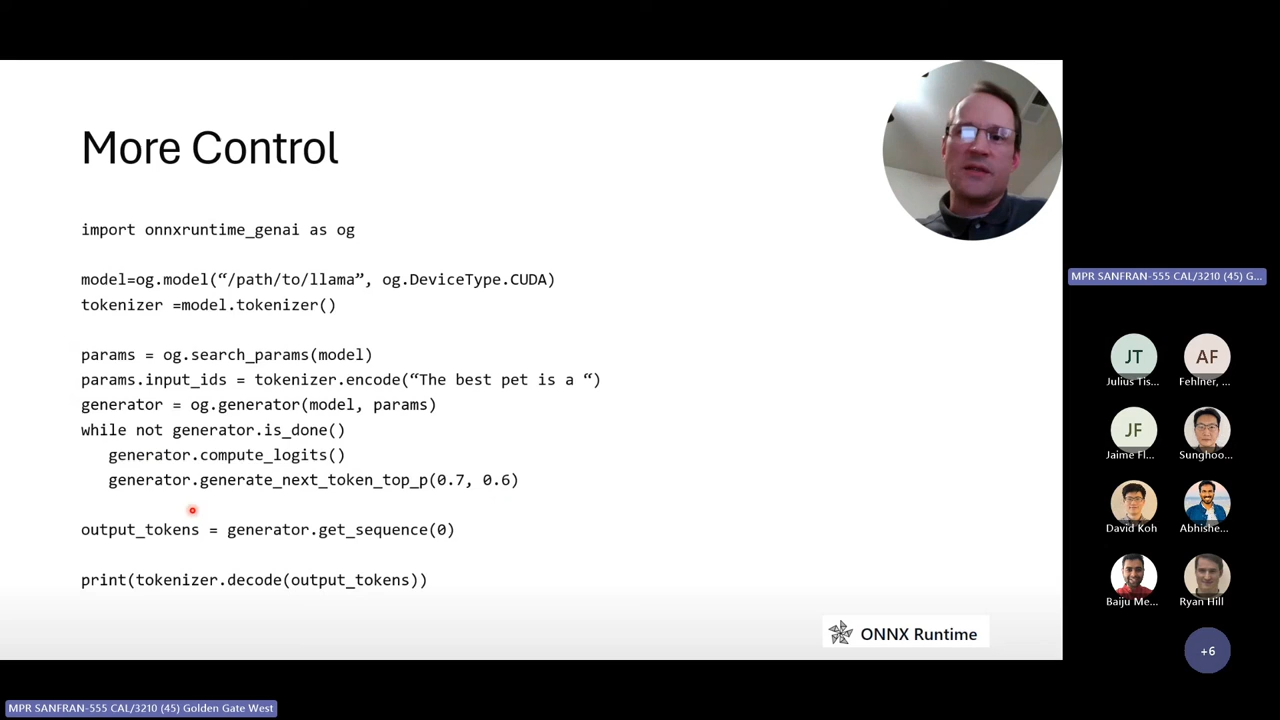 More Control
import onnxruntime_genai as og
model=og.model(“/path/to/llama”, og.DeviceType.CUDA)
tokenizer =model.tokenizer()
params = og.search_params(model)
params.input_ids = tokenizer.encode(“The best pet is a “)
generator = og.generator(model, params)
while not generator.is_done()
generator.compute_logits()
generator.generate_next_token_top_p(0.7, 0.6)
output_tokens = generator.get_sequence(0)
print(tokenizer.decode(output_tokens))
ONNX Runtime
MPR SANFRAN-555 CAL/3210 (45) G...
JT
AF
Julius Tis...
Fehlner, ...
JF
Jaime Fl...
Sunghoo...
David Koh
Abhishe...
Baiju Me...
Ryan Hill
+6
MPR SANFRAN-555 CAL/3210 (45) Golden Gate West